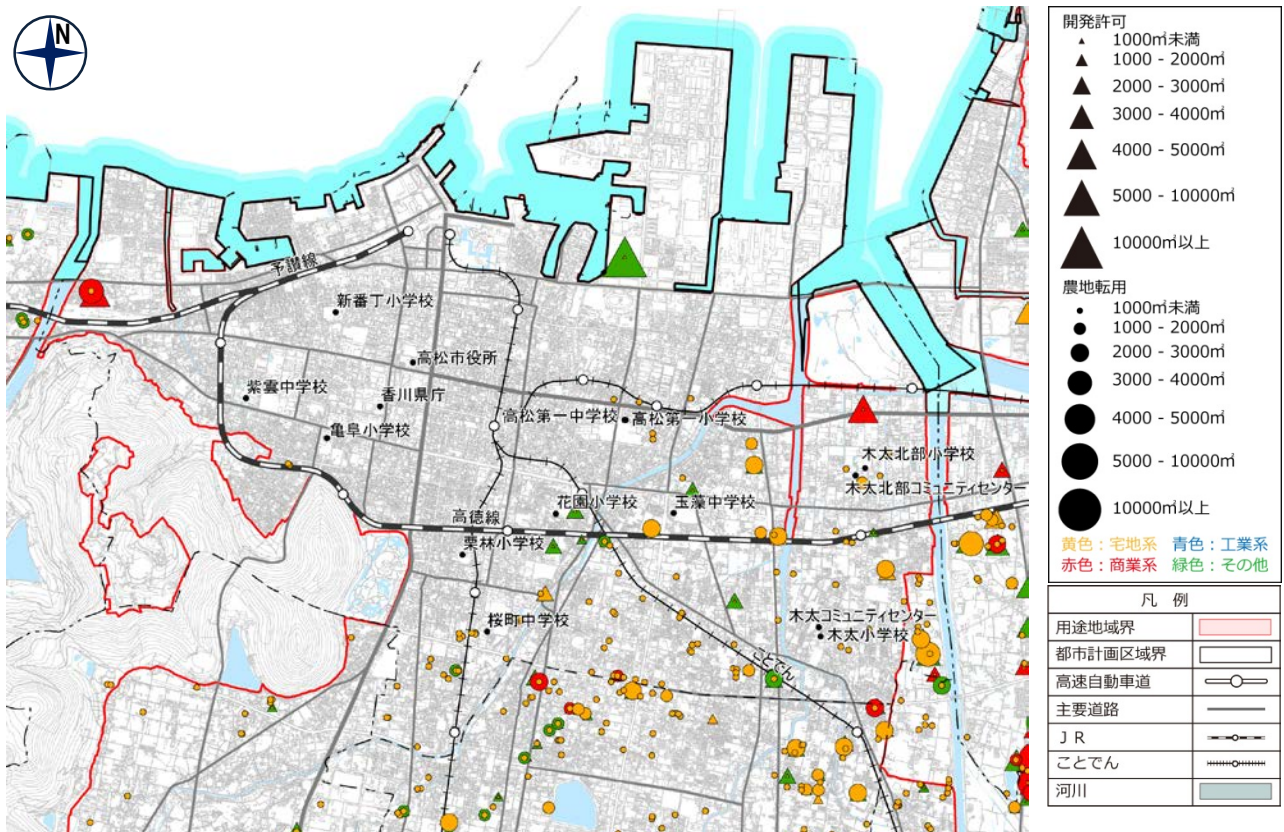 N
予讃線
新番丁小学校
高松市役所
紫雲中学校
香川県庁
亀阜小学校
高松第一中学校
高松第一小学校
木太北部小学校
木太北部コミュニティセンター
花園小学校
玉藻中学校
高徳線
栗林小学校
桜町中学校
木太コミュニティセンター
木太小学校
ことでん
開発許可
1000㎡未満
1000 - 2000㎡
2000 - 3000㎡
3000 - 4000㎡
4000 - 5000㎡
5000 - 10000㎡
10000㎡以上
農地転用
1000㎡未満
1000 - 2000㎡
2000 - 3000㎡
3000 - 4000㎡
4000 - 5000㎡
5000 - 10000㎡
10000㎡以上
黄色：宅地系 青色：工業系
赤色：商業系 緑色：その他
凡 例
用途地域界
都市計画区域界
高速自動車道
主要道路
ＪＲ
ことでん
河川